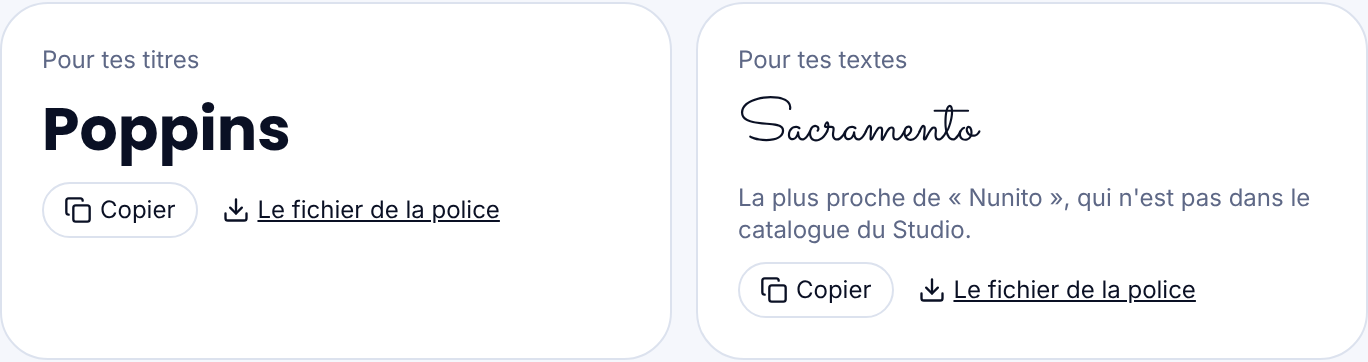 Pour tes titres
Poppins
Copier
Le fichier de la police
Pour tes textes
Sacramento
La plus proche de « Nunito », qui n'est pas dans le
catalogue du Studio.
Copier
Le fichier de la police